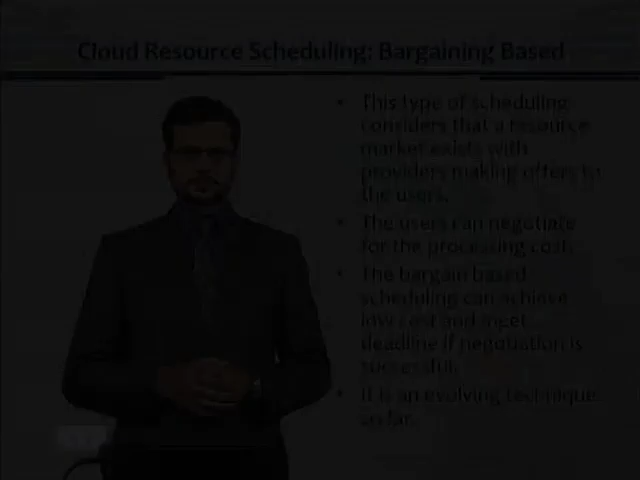 Cloud Resource Scheduling: Bargaining Based
• This type of scheduling
considers that a resource
market exists with
providers making offers to
the users.
• The users can negotiate
for the processing cost.
• The bargain based
scheduling can achieve
low cost and meet
deadline if negotiation is
successful.
• It is an evolving technique
so far.